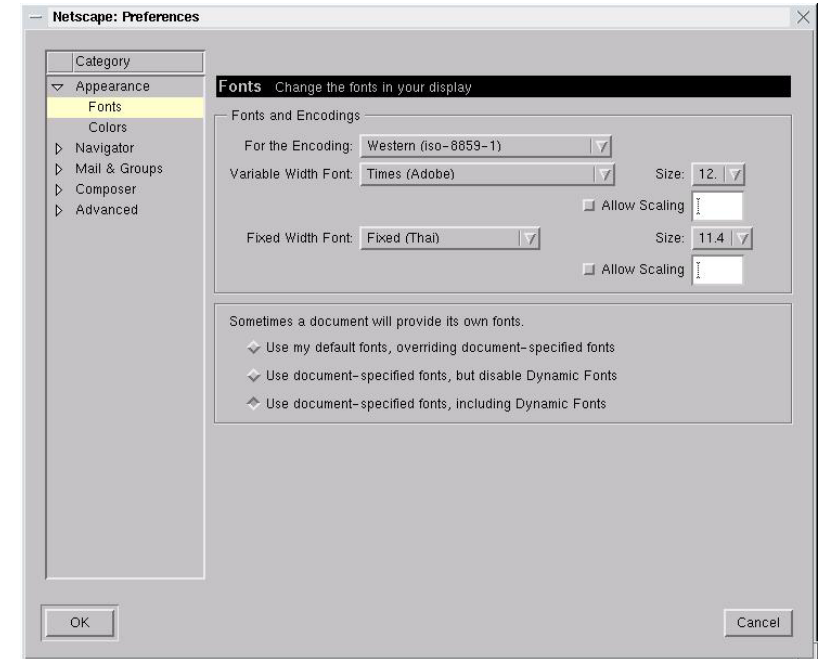 Netscape: Preferences
Category
Appearance
Fonts
Colors
Navigator
Mail & Groups
Composer
Advanced
Fonts Change the fonts in your display
Fonts and Encodings
For the Encoding: Western (iso-8859-1)
Variable Width Font: Times (Adobe) Size: 12.
Allow Scaling
Fixed Width Font: Fixed (Thai) Size: 11.4
Allow Scaling
Sometimes a document will provide its own fonts.
Use my default fonts, overriding document-specified fonts
Use document-specified fonts, but disable Dynamic Fonts
Use document-specified fonts, including Dynamic Fonts
OK Cancel